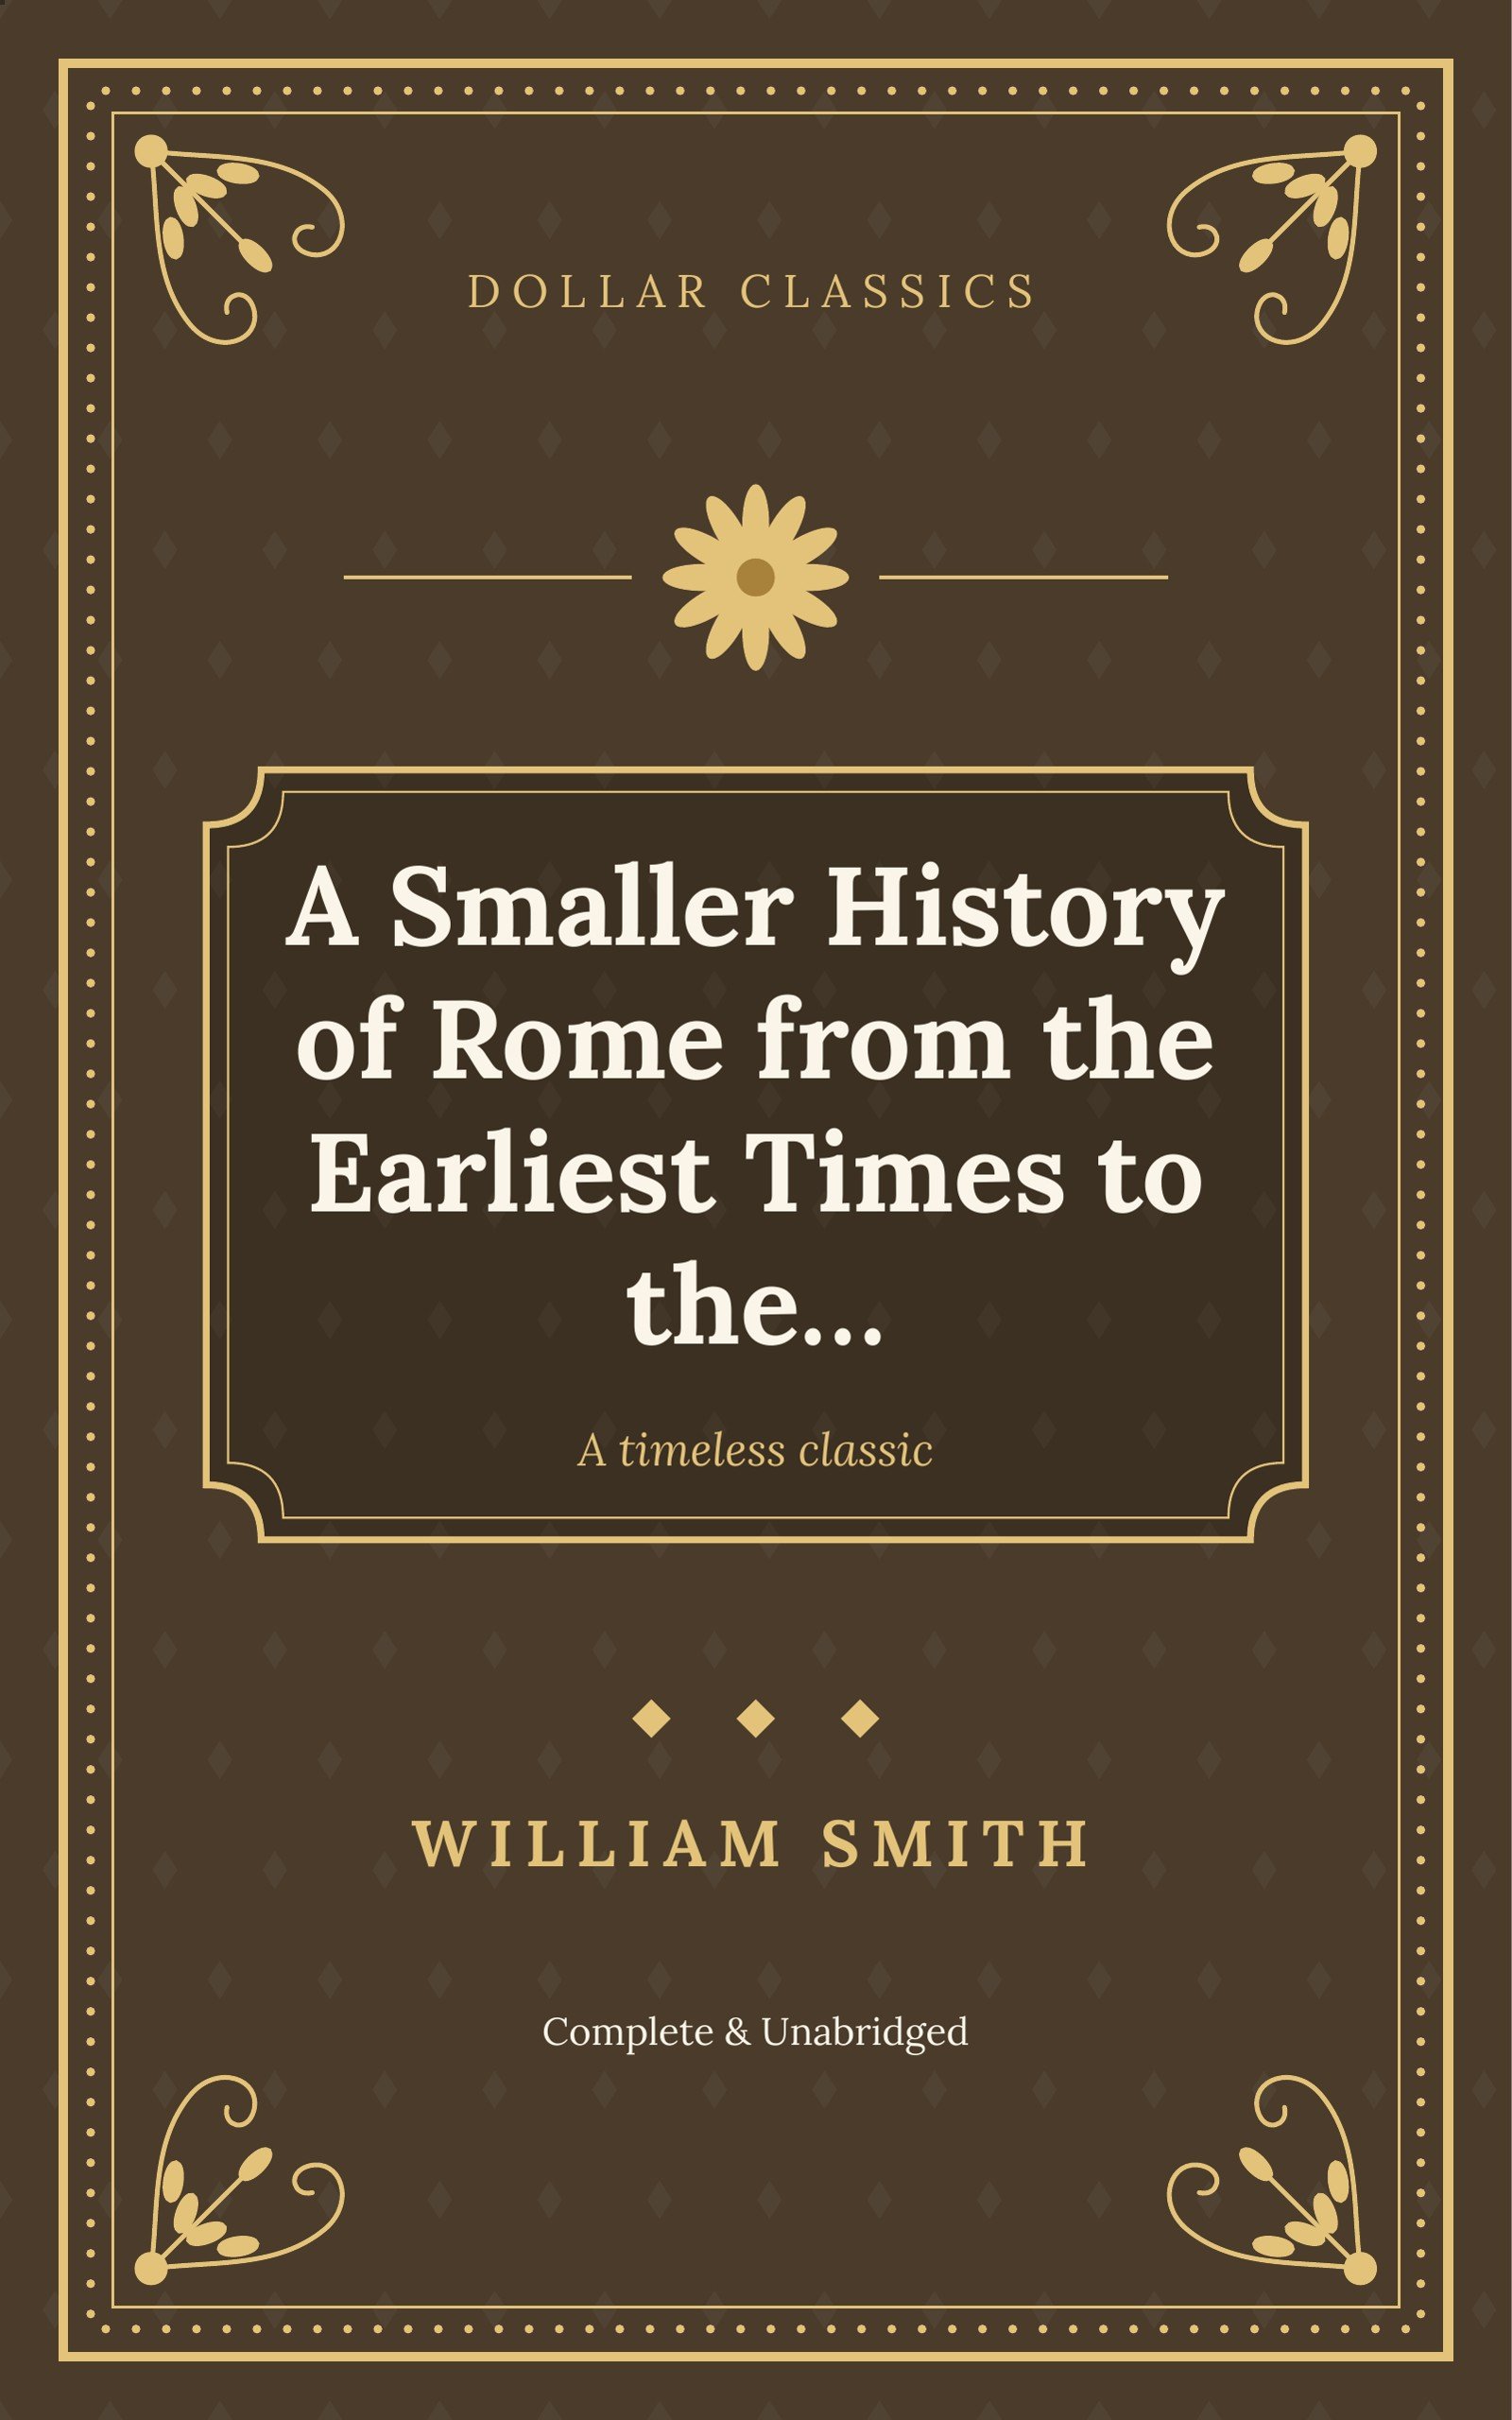 DOLLAR CLASSICS
A Smaller History
of Rome from the
Earliest Times to
the...
A timeless classic
WILLIAM SMITH
Complete & Unabridged